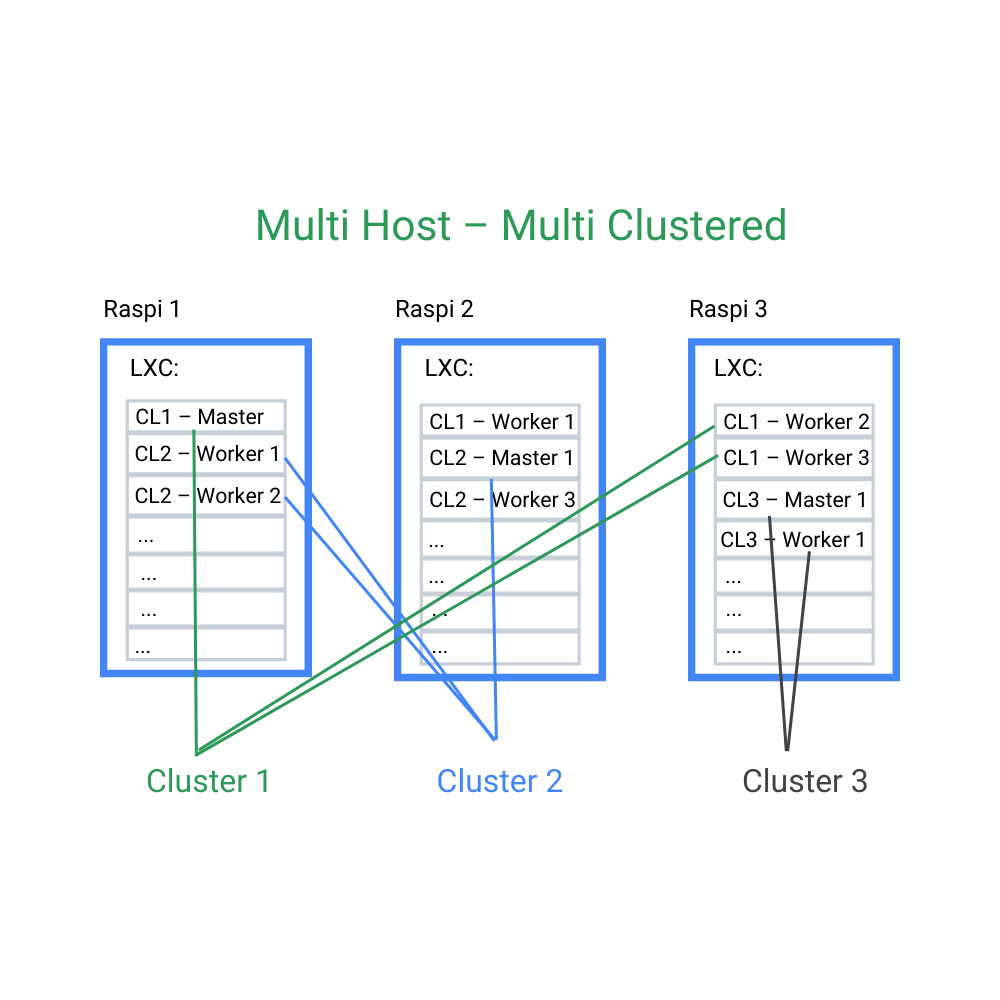 Multi Host – Multi Clustered
Raspi 1
LXC:
CL1 – Master
CL2 – Worker 1
CL2 – Worker 2
...
...
...
...
Raspi 2
LXC:
CL1 – Worker 1
CL2 – Master 1
CL2 – Worker 3
...
...
...
...
Raspi 3
LXC:
CL1 – Worker 2
CL1 – Worker 3
CL3 – Master 1
CL3 – Worker 1
...
...
...
Cluster 1
Cluster 2
Cluster 3